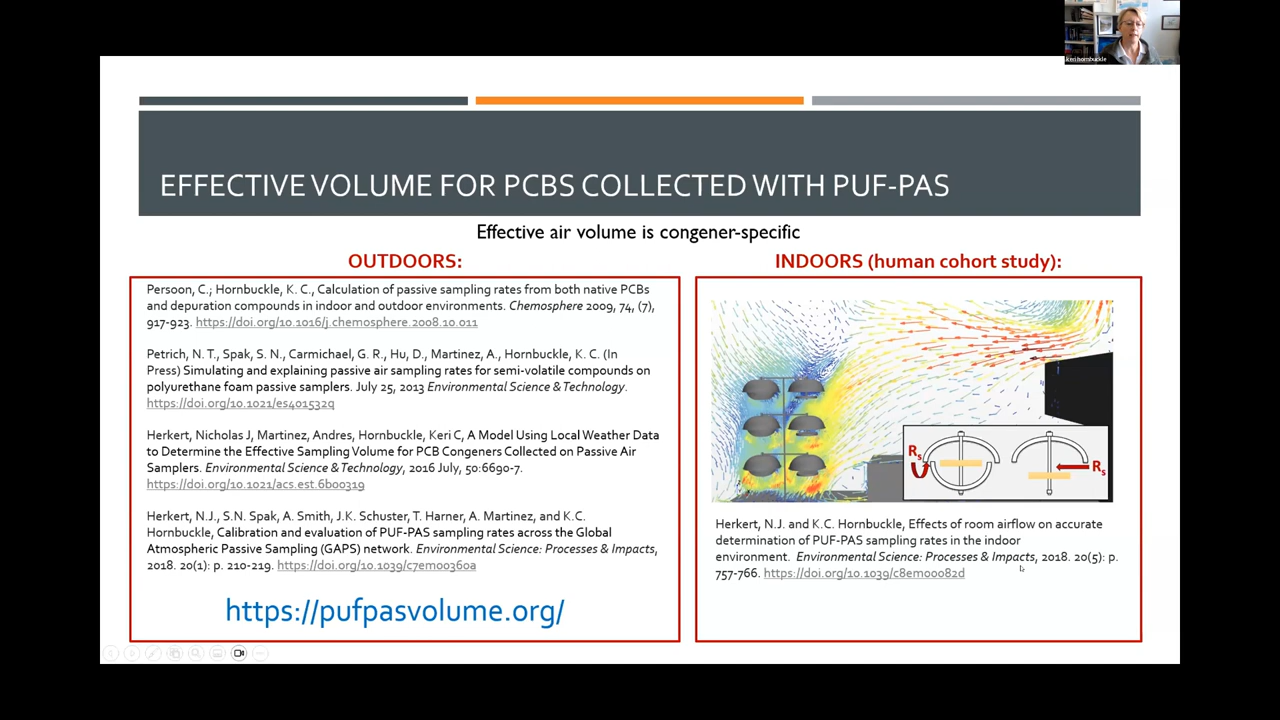 keri hornbuckle
EFFECTIVE VOLUME FOR PCBS COLLECTED WITH PUF-PAS
Effective air volume is congener-specific
OUTDOORS:
Persoon, C.; Hornbuckle, K. C., Calculation of passive sampling rates from both native PCBs
and depuration compounds in indoor and outdoor environments. Chemosphere 2009, 74, (7),
917-923. https://doi.org/10.1016/j.chemosphere.2008.10.011
Petrich, N. T., Spak, S. N., Carmichael, G. R., Hu, D., Martinez, A., Hornbuckle, K. C. (In
Press) Simulating and explaining passive air sampling rates for semi-volatile compounds on
polyurethane foam passive samplers. July 25, 2013 Environmental Science & Technology.
https://doi.org/10.1021/es401532q
Herkert, Nicholas J, Martinez, Andres, Hornbuckle, Keri C, A Model Using Local Weather Data
to Determine the Effective Sampling Volume for PCB Congeners Collected on Passive Air
Samplers. Environmental Science & Technology, 2016 July, 50:6690-7.
https://doi.org/10.1021/acs.est.6b00319
Herkert, N.J., S.N. Spak, A. Smith, J.K. Schuster, T. Harner, A. Martinez, and K.C.
Hornbuckle, Calibration and evaluation of PUF-PAS sampling rates across the Global
Atmospheric Passive Sampling (GAPS) network. Environmental Science: Processes & Impacts,
2018. 20(1): p. 210-219. https://doi.org/10.1039/c7em00360a
https://pufpasvolume.org/
INDOORS (human cohort study):
Rs
Rs
Herkert, N.J. and K.C. Hornbuckle, Effects of room airflow on accurate
determination of PUF-PAS sampling rates in the indoor
environment. Environmental Science: Processes & Impacts, 2018. 20(5): p.
757-766. https://doi.org/10.1039/c8em00082d